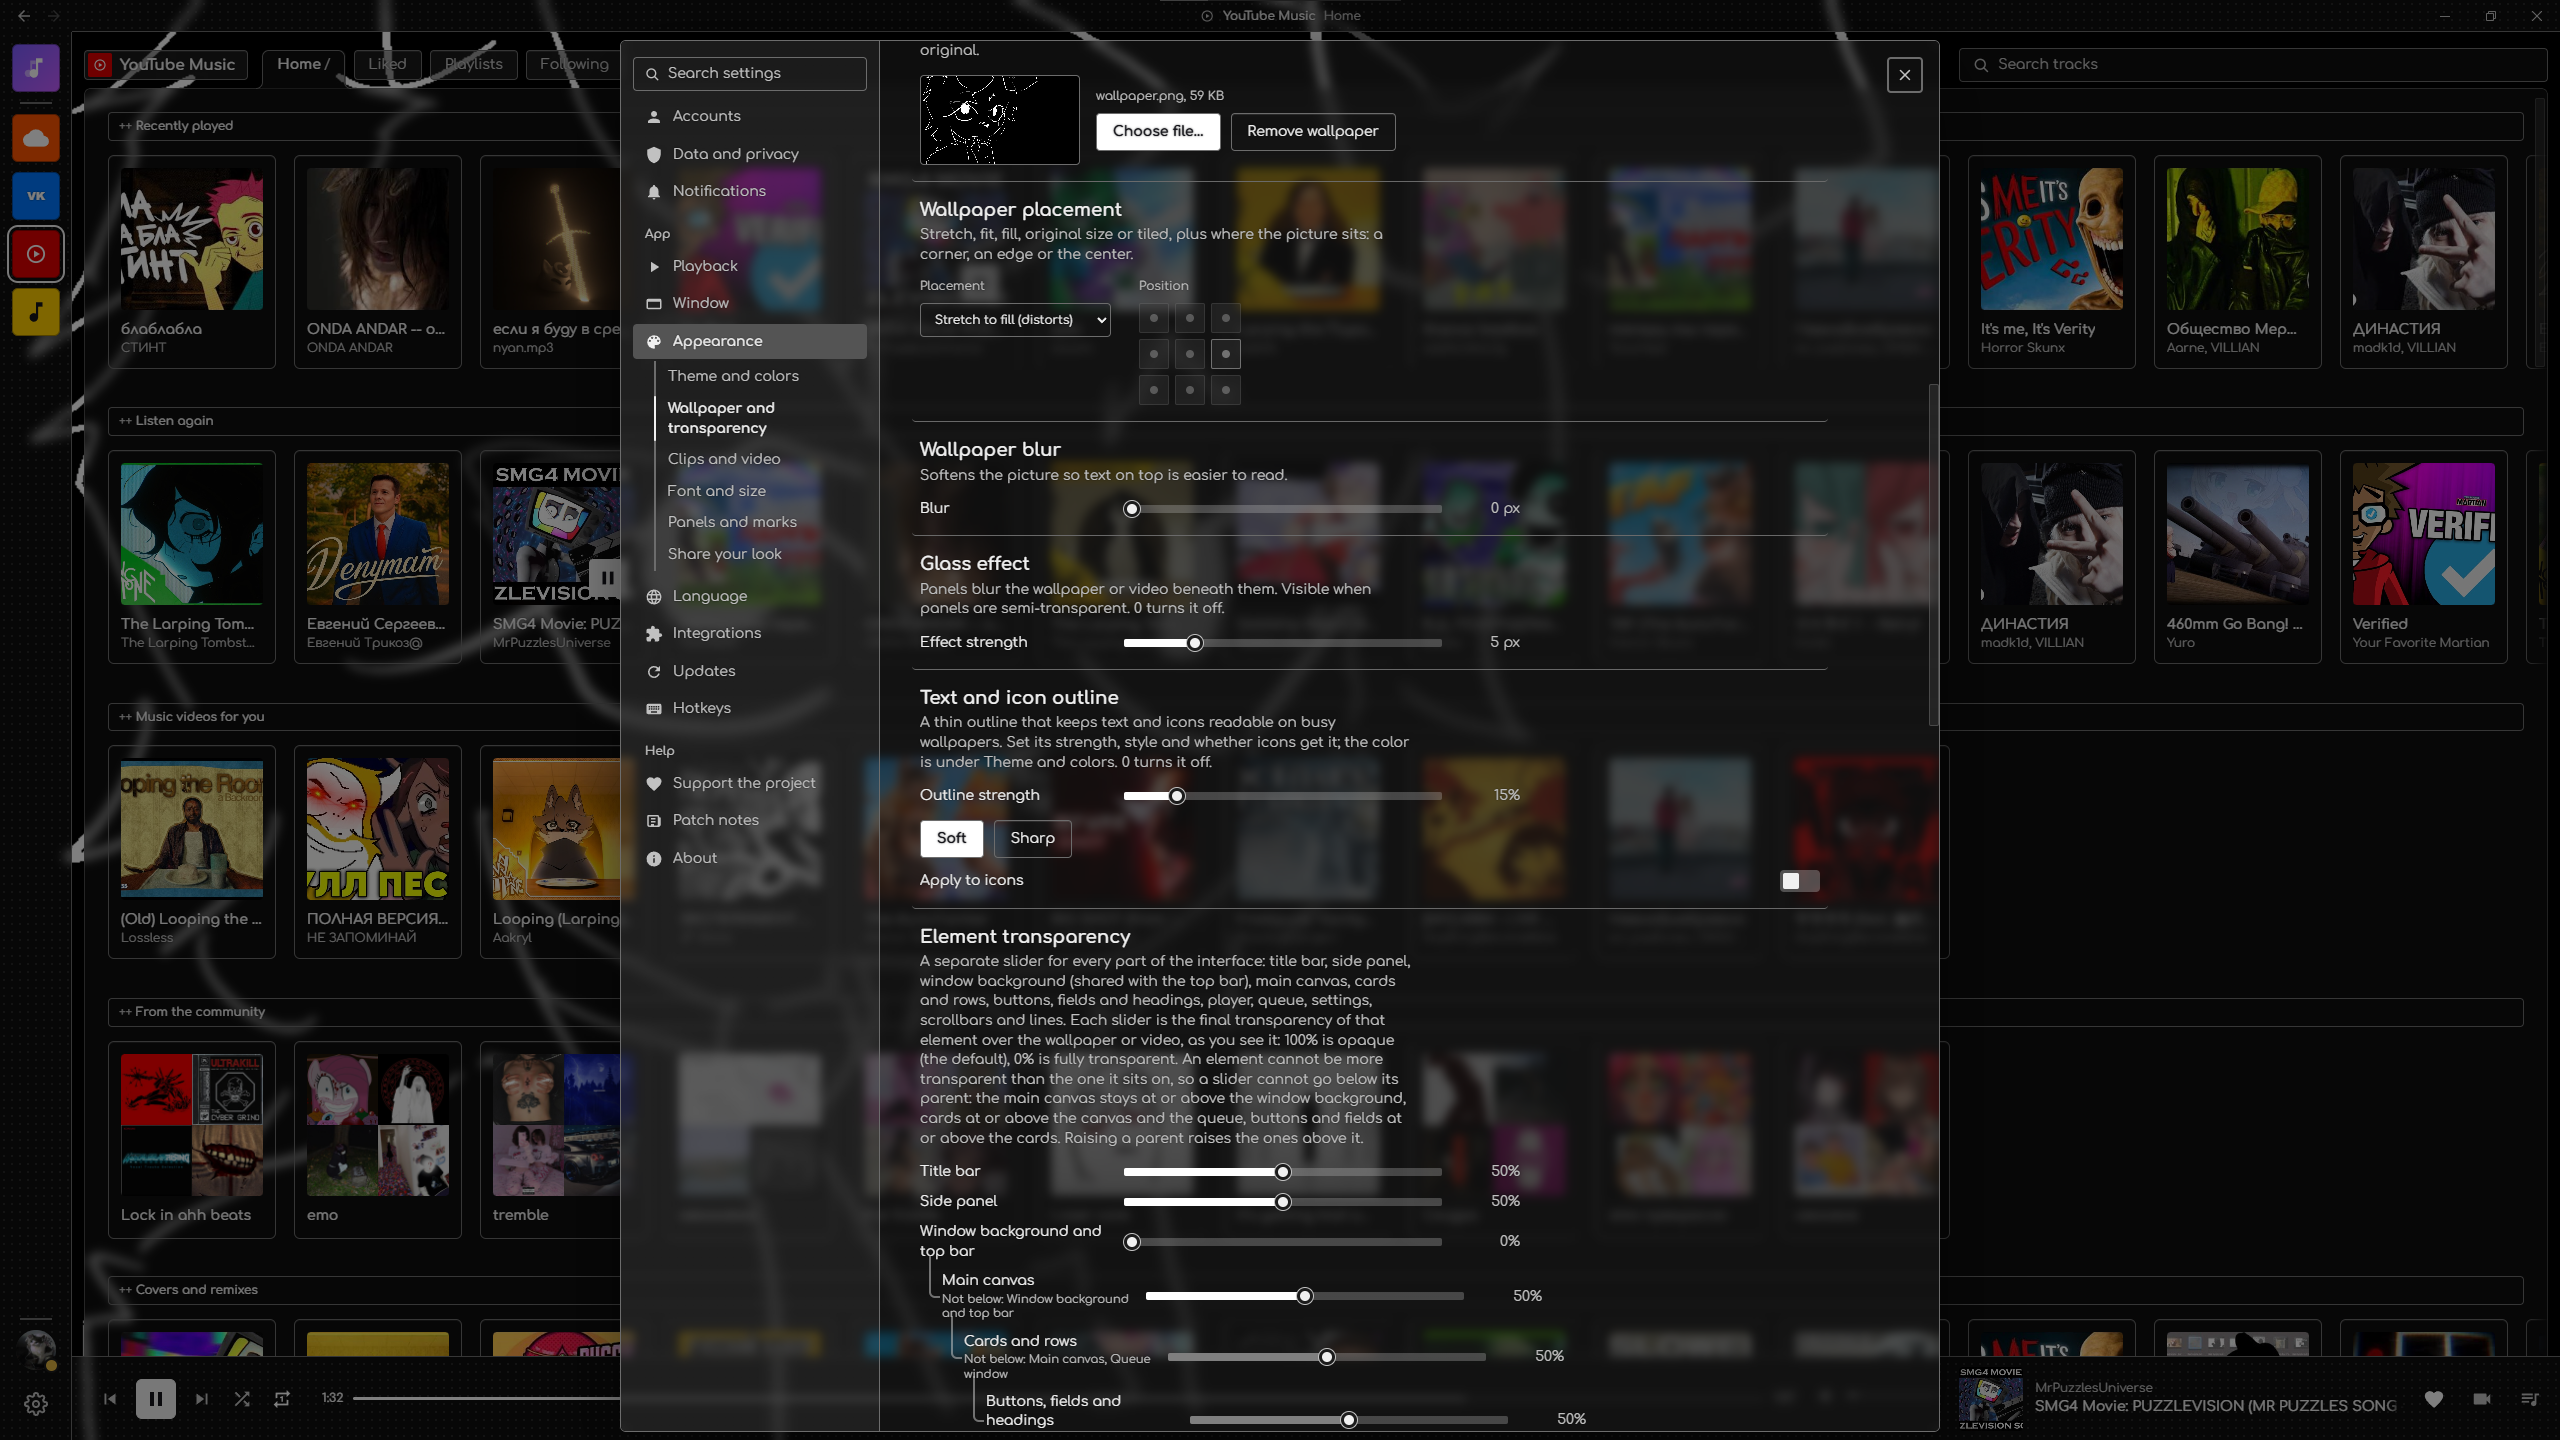 YouTube Music Home
YouTube Music
Home /
Liked
Playlists
Following
Search tracks
++ Recently played
блаблабла
СТИНТ
ONDA ANDAR -- o...
ONDA ANDAR
если я буду в сре
nyan.mp3
It's me, It's Verity
Horror Skunx
Общество Мер...
Aarne, VILLIAN
ДИНАСТИЯ
madk1d, VILLIAN
++ Listen again
The Larping Tom...
The Larping Tombst...
Евгений Сергеев...
Евгений Трикоз@
SMG4 Movie: PUZ
MrPuzzlesUniverse
ДИНАСТИЯ
madk1d, VILLIAN
460mm Go Bang! ...
Yuro
Verified
Your Favorite Martian
++ Music videos for you
(Old) Looping the ...
Lossless
ПОЛНАЯ ВЕРСИЯ...
НЕ ЗАПОМИНАЙ
Looping (Larping
Aakryl
++ From the community
Lock in ahh beats
emo
tremble
++ Covers and remixes
1:32
MrPuzzlesUniverse
SMG4 Movie: PUZZLEVISION (MR PUZZLES SONG
Search settings
Accounts
Data and privacy
Notifications
App
Playback
Window
Appearance
Theme and colors
Wallpaper and
transparency
Clips and video
Font and size
Panels and marks
Share your look
Language
Integrations
Updates
Hotkeys
Help
Support the project
Patch notes
About
original.
wallpaper.png, 59 KB
Choose file...
Remove wallpaper
Wallpaper placement
Stretch, fit, fill, original size or tiled, plus where the picture sits: a
corner, an edge or the center.
Placement
Position
Stretch to fill (distorts)
Wallpaper blur
Softens the picture so text on top is easier to read.
Blur
0 px
Glass effect
Panels blur the wallpaper or video beneath them. Visible when
panels are semi-transparent. 0 turns it off.
Effect strength
5 px
Text and icon outline
A thin outline that keeps text and icons readable on busy
wallpapers. Set its strength, style and whether icons get it; the color
is under Theme and colors. 0 turns it off.
Outline strength
15%
Soft
Sharp
Apply to icons
Element transparency
A separate slider for every part of the interface: title bar, side panel,
window background (shared with the top bar), main canvas, cards
and rows, buttons, fields and headings, player, queue, settings,
scrollbars and lines. Each slider is the final transparency of that
element over the wallpaper or video, as you see it: 100% is opaque
(the default), 0% is fully transparent. An element cannot be more
transparent than the one it sits on, so a slider cannot go below its
parent: the main canvas stays at or above the window background,
cards at or above the canvas and the queue, buttons and fields at
or above the cards. Raising a parent raises the ones above it.
Title bar
50%
Side panel
50%
Window background and
top bar
0%
Main canvas
Not below: Window background
and top bar
50%
Cards and rows
Not below: Main canvas, Queue
window
50%
Buttons, fields and
headings
50%